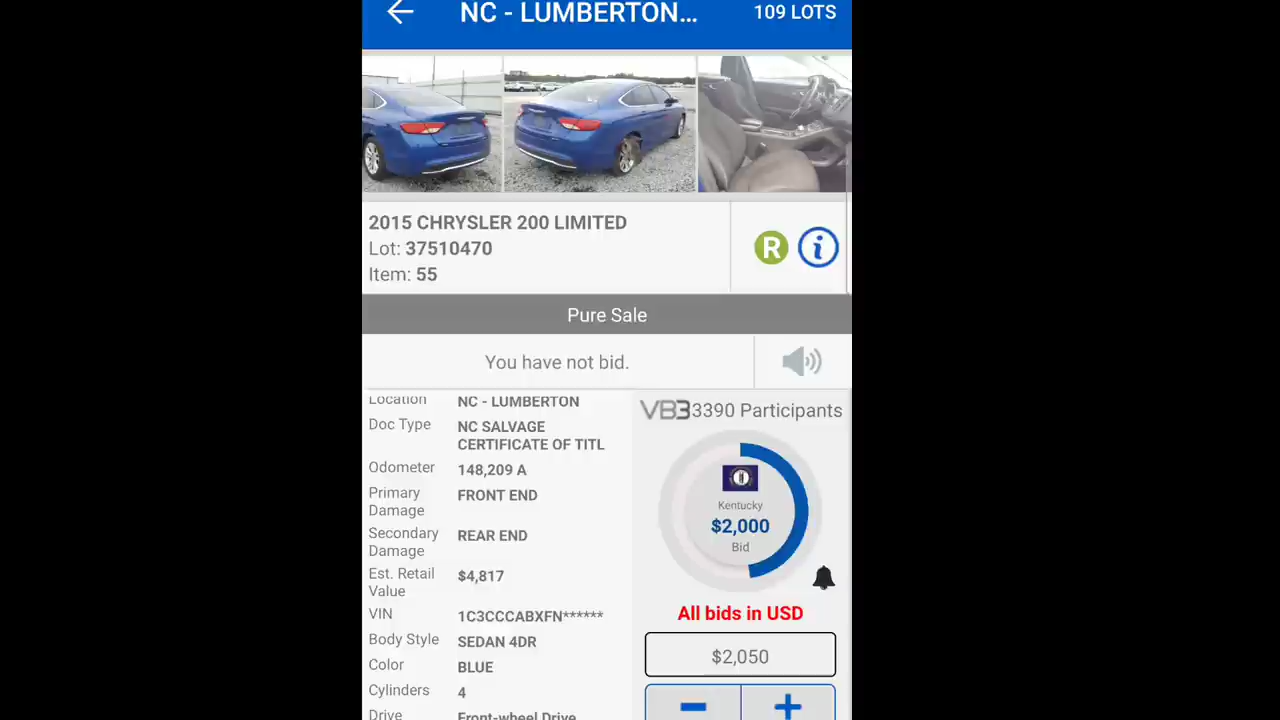 NC - LUMBERTON...
109 LOTS
2015 CHRYSLER 200 LIMITED
Lot: 37510470
Item: 55
R
i
Pure Sale
You have not bid.
Location NC - LUMBERTON
Doc Type NC SALVAGE
CERTIFICATE OF TITL
Odometer 148,209 A
Primary
Damage FRONT END
Secondary
Damage REAR END
Est. Retail
Value $4,817
VIN 1C3CCCABXFN******
Body Style SEDAN 4DR
Color BLUE
Cylinders 4
Drive Front-wheel Drive
VB3 3390 Participants
Kentucky
$2,000
Bid
All bids in USD
$2,050